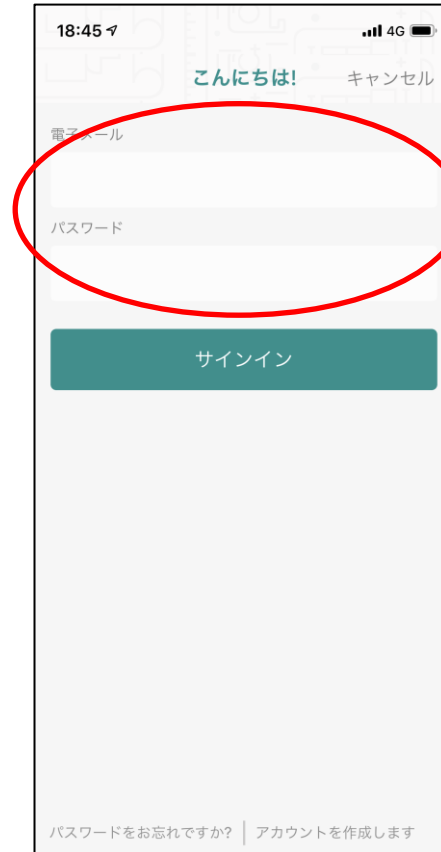 18:45 4G
こんにちは! キャンセル
電子メール
パスワード
サインイン
パスワードをお忘れですか? | アカウントを作成します